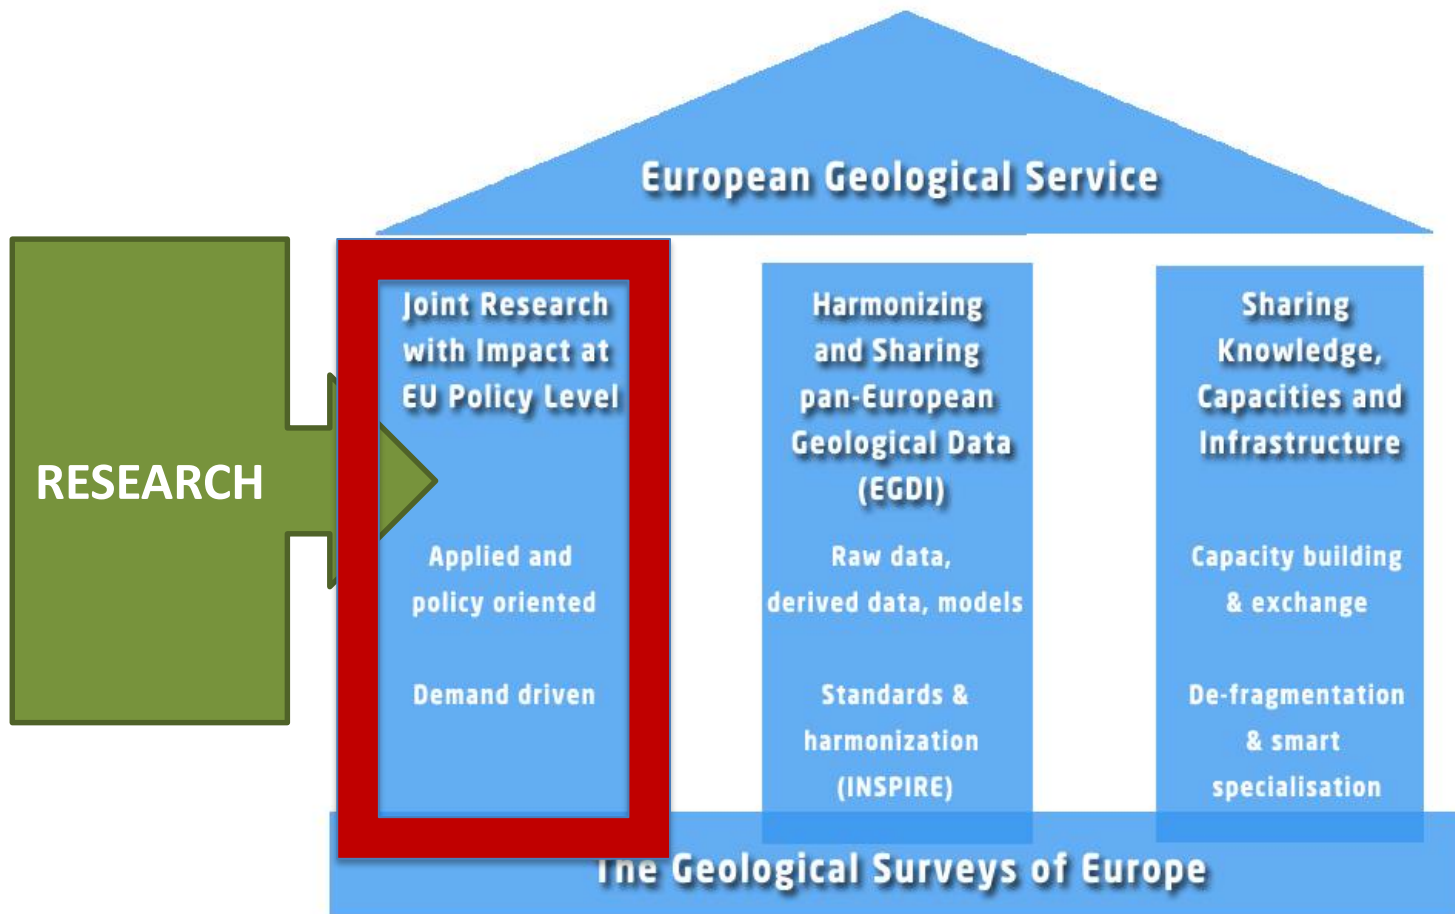 European Geological Service
RESEARCH
Joint Research
with Impact at
EU Policy Level
Applied and
policy oriented
Demand driven
Harmonizing
and Sharing
pan-European
Geological Data
(EGDI)
Raw data,
derived data, models
Standards &
harmonization
(INSPIRE)
Sharing
Knowledge,
Capacities and
Infrastructure
Capacity building
& exchange
De-fragmentation
& smart
specialisation
The Geological Surveys of Europe